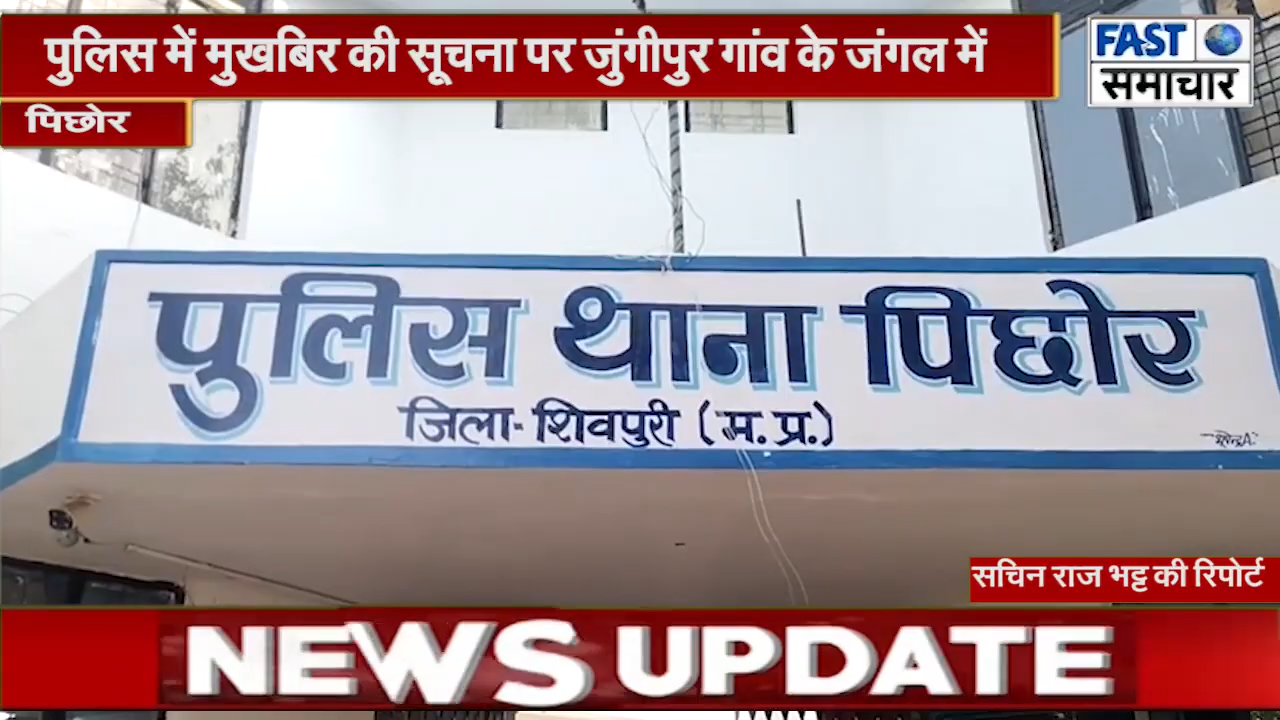 पुलिस में मुखबिर की सूचना पर जुंगीपुर गांव के जंगल में
FAST
समाचार
पिछोर
पुलिस थाना पिछोर
जिला-शिवपुरी (म.प्र.)
सचिन राज भट्ट की रिपोर्ट
NEWS UPDATE